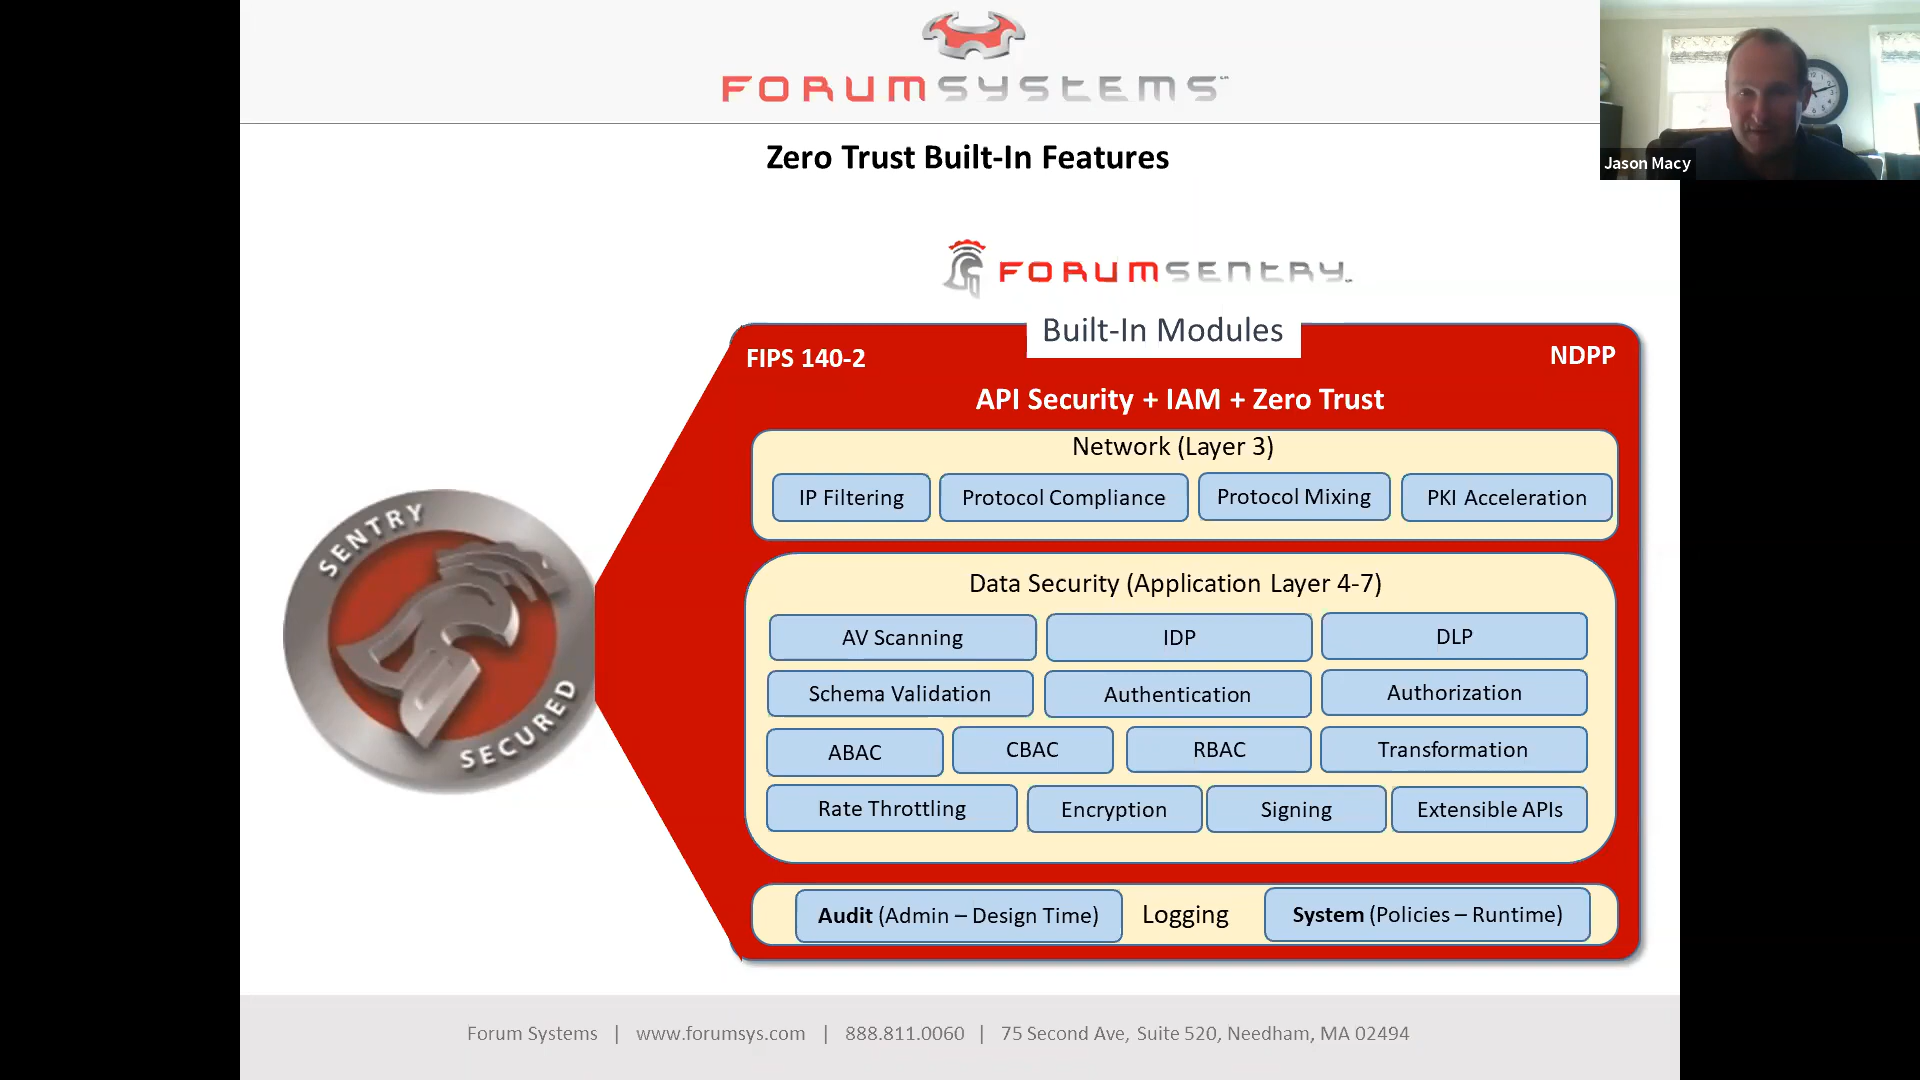 FORUMSYSTEMS
Jason Macy
Zero Trust Built-In Features
FORUMSENTRY
Built-In Modules
FIPS 140-2
NDPP
API Security + IAM + Zero Trust
Network (Layer 3)
IP Filtering
Protocol Compliance
Protocol Mixing
PKI Acceleration
SENTRY
SECURED
Data Security (Application Layer 4-7)
AV Scanning
IDP
DLP
Schema Validation
Authentication
Authorization
ABAC
CBAC
RBAC
Transformation
Rate Throttling
Encryption
Signing
Extensible APIs
Audit (Admin – Design Time)
Logging
System (Policies – Runtime)
Forum Systems | www.forumsys.com | 888.811.0060 | 75 Second Ave, Suite 520, Needham, MA 02494